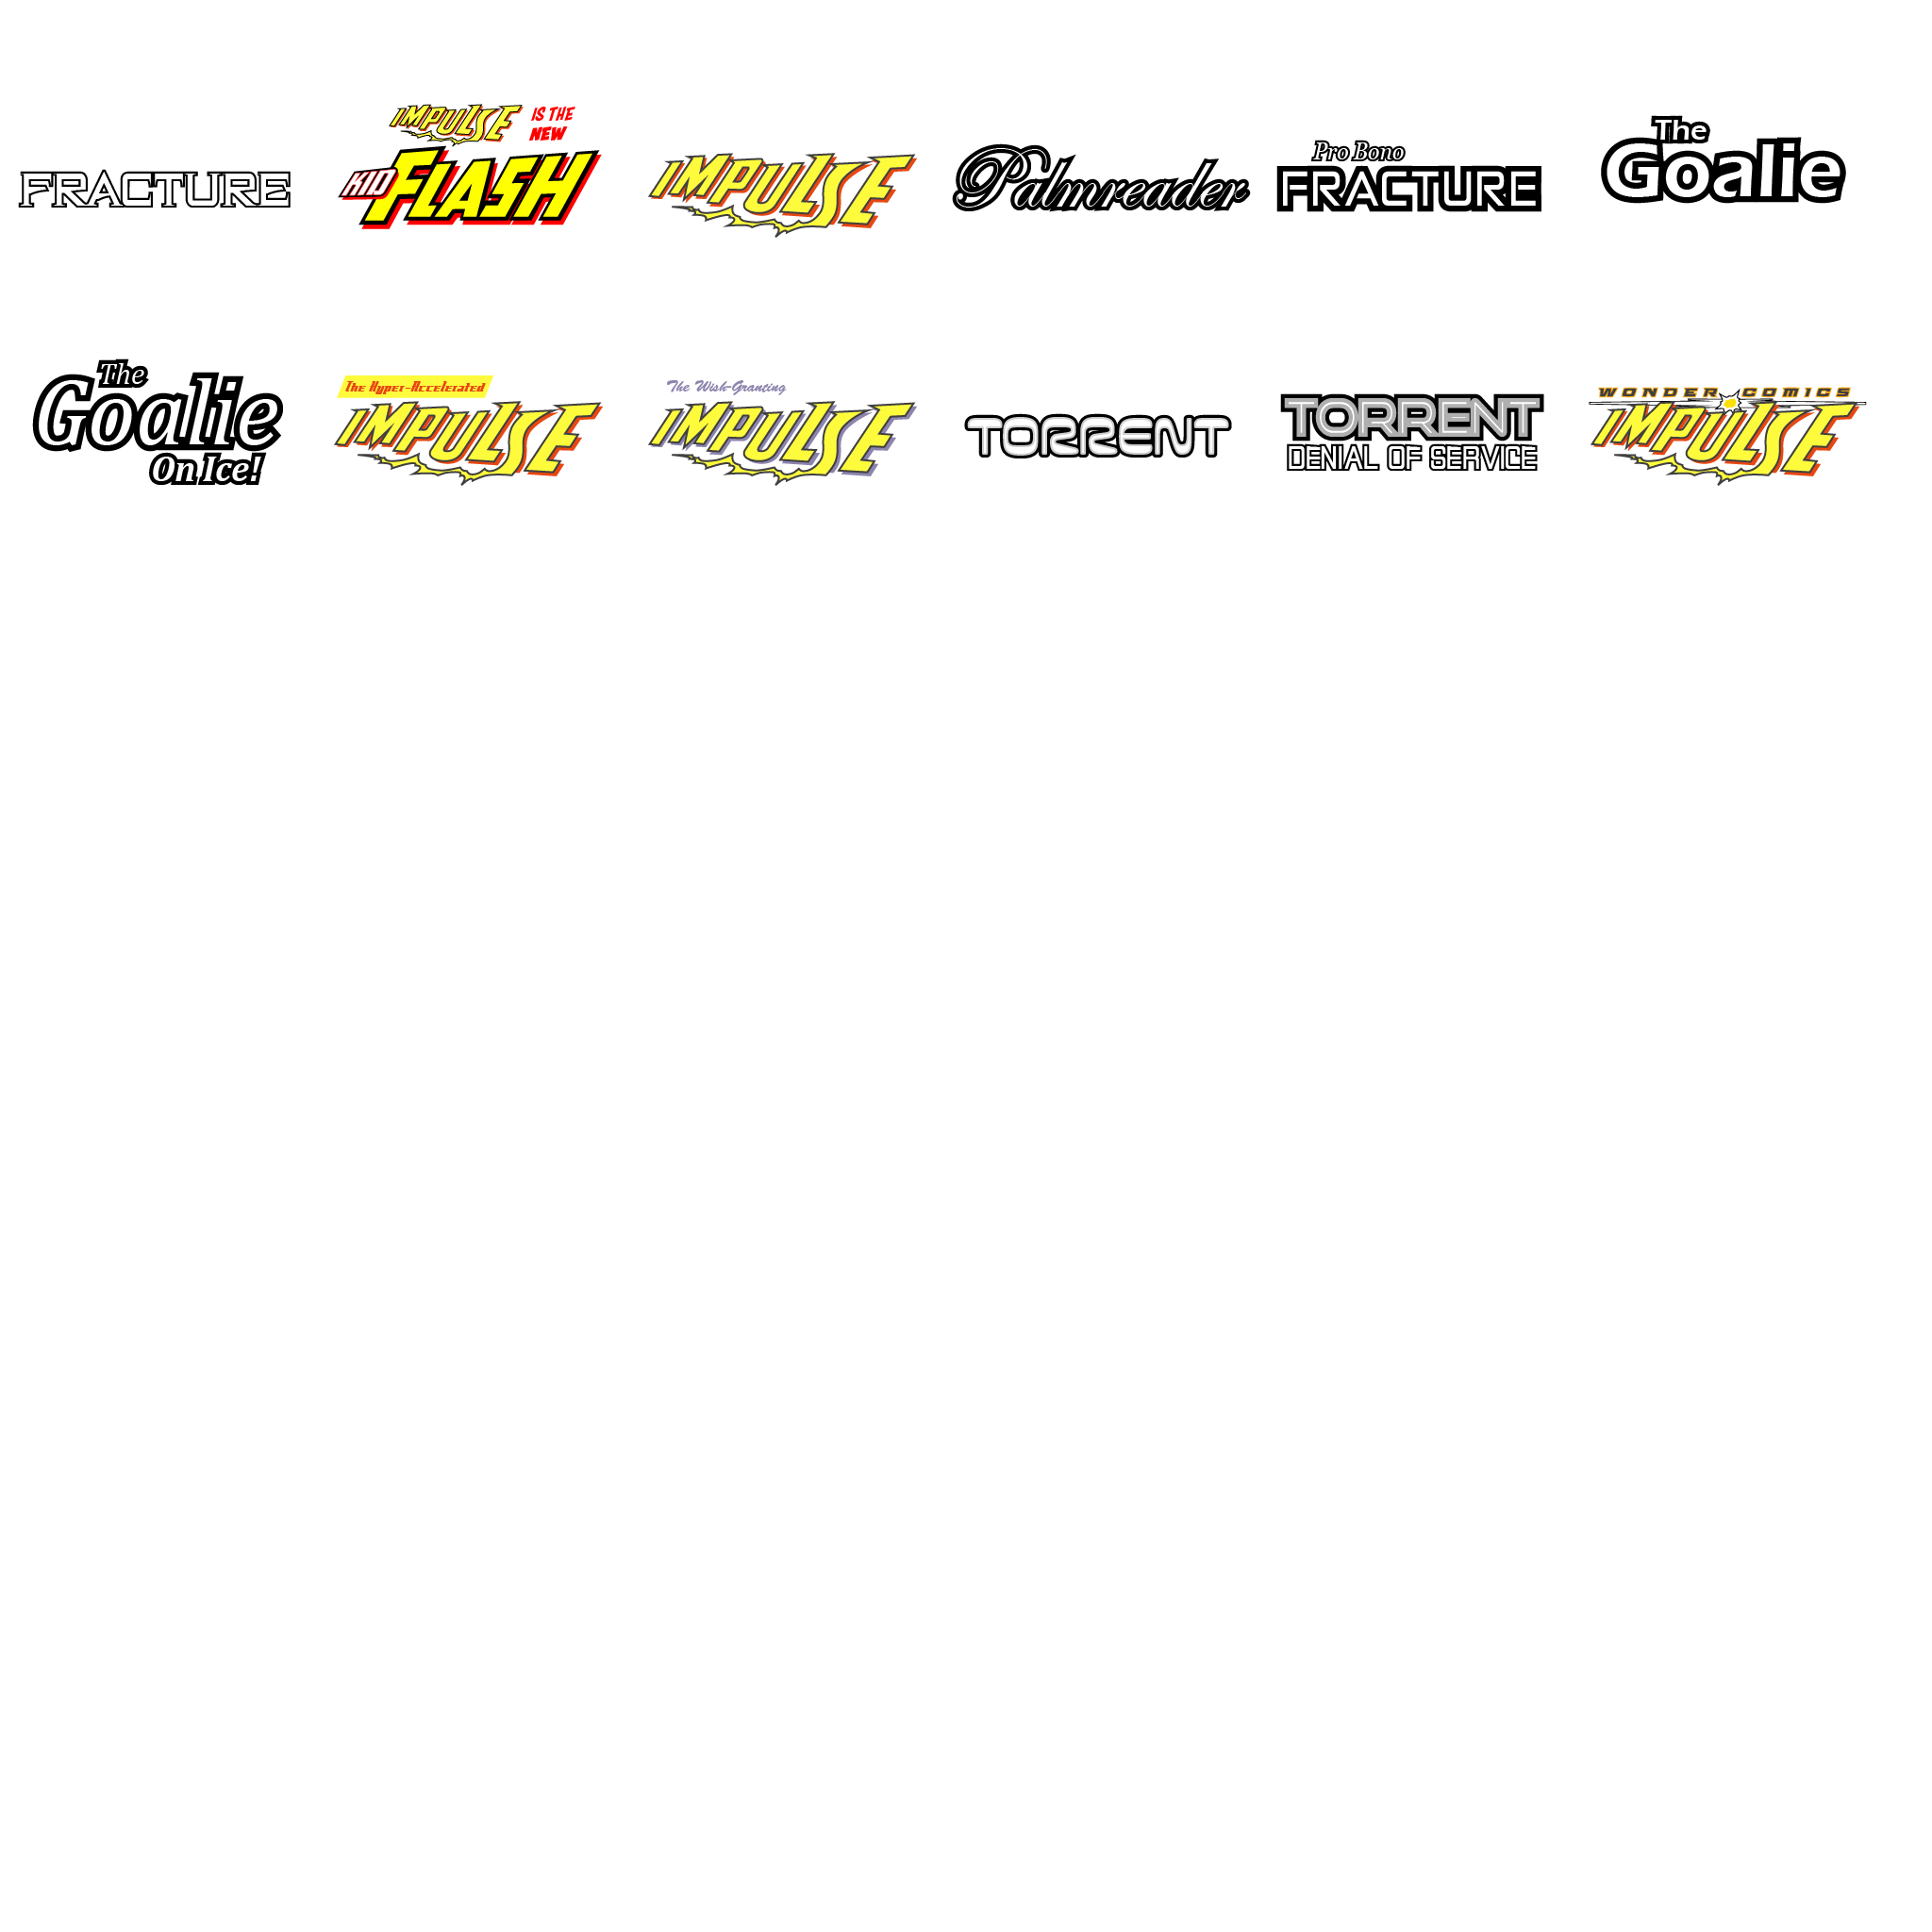 FRACTURE
IMPULSE IS THE
NEW
KID FLASH
IMPULSE
Palmreader
Pro Bono
FRACTURE
The
Goalie
The
Goalie
On Ice!
The Hyper-Accelerated
IMPULSE
The Wish-Granting
IMPULSE
TORRENT
TORRENT
DENIAL OF SERVICE
WONDER COMICS
IMPULSE